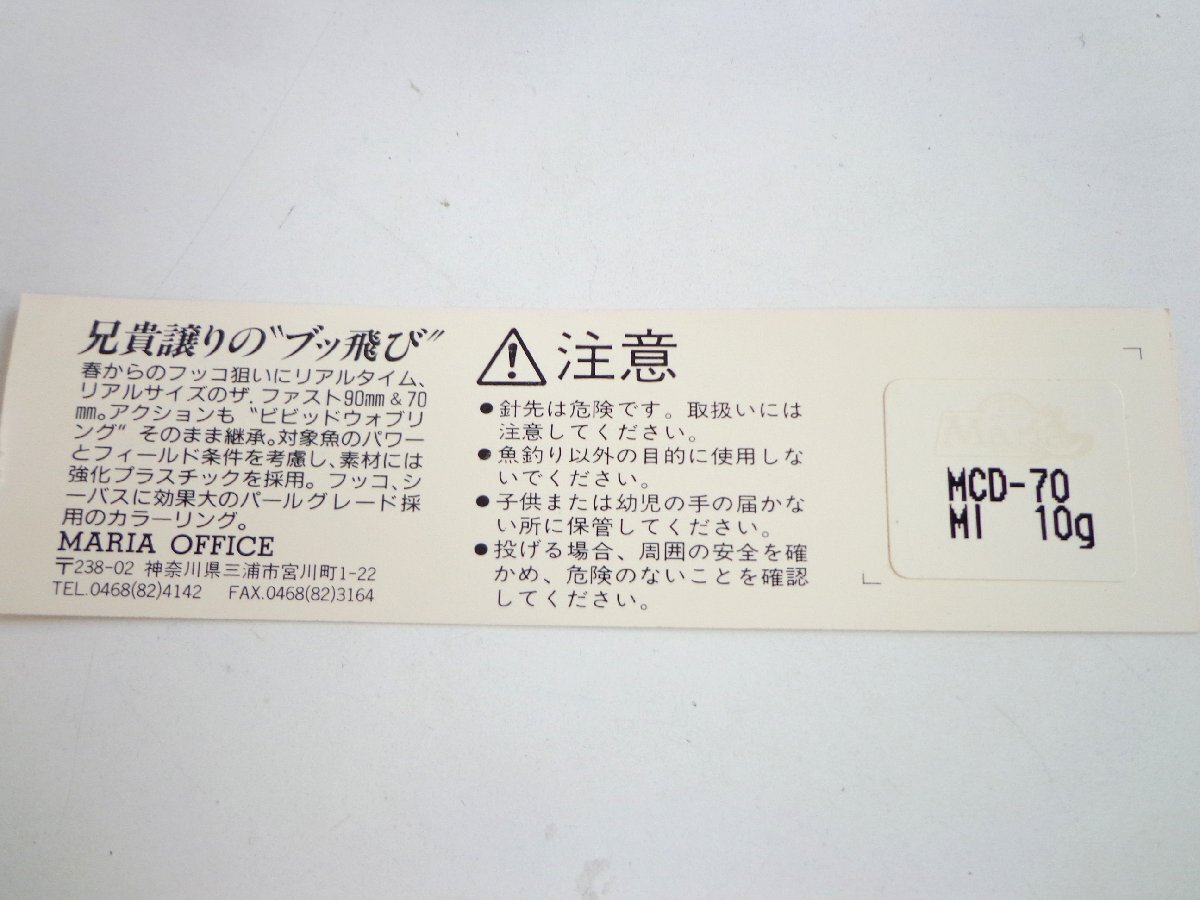 兄貴譲りの〝ブッ飛び〟
春からのフッコ狙いにリアルタイム、
リアルサイズのザ、ファスト90mm&70
mm。アクションも〝ビビッドウォブリ
ング〟そのまま継承。対象魚のパワー
とフィールド条件を考慮し、素材には
強化プラスチックを採用。フッコ、シ
ーバスに効果大のパールグレード採
用のカラーリング。
MARIA OFFICE
〒238-02 神奈川県三浦市宮川町1-22
TEL.0468(82)4142 FAX.0468(82)3164
注意
●針先は危険です。取扱いには
注意してください。
●魚釣り以外の目的に使用しな
いでください。
●子供または幼児の手の届かな
い所に保管してください。
●投げる場合、周囲の安全を確
かめ、危険のないことを確認
してください。
MCD-70
MI 10g